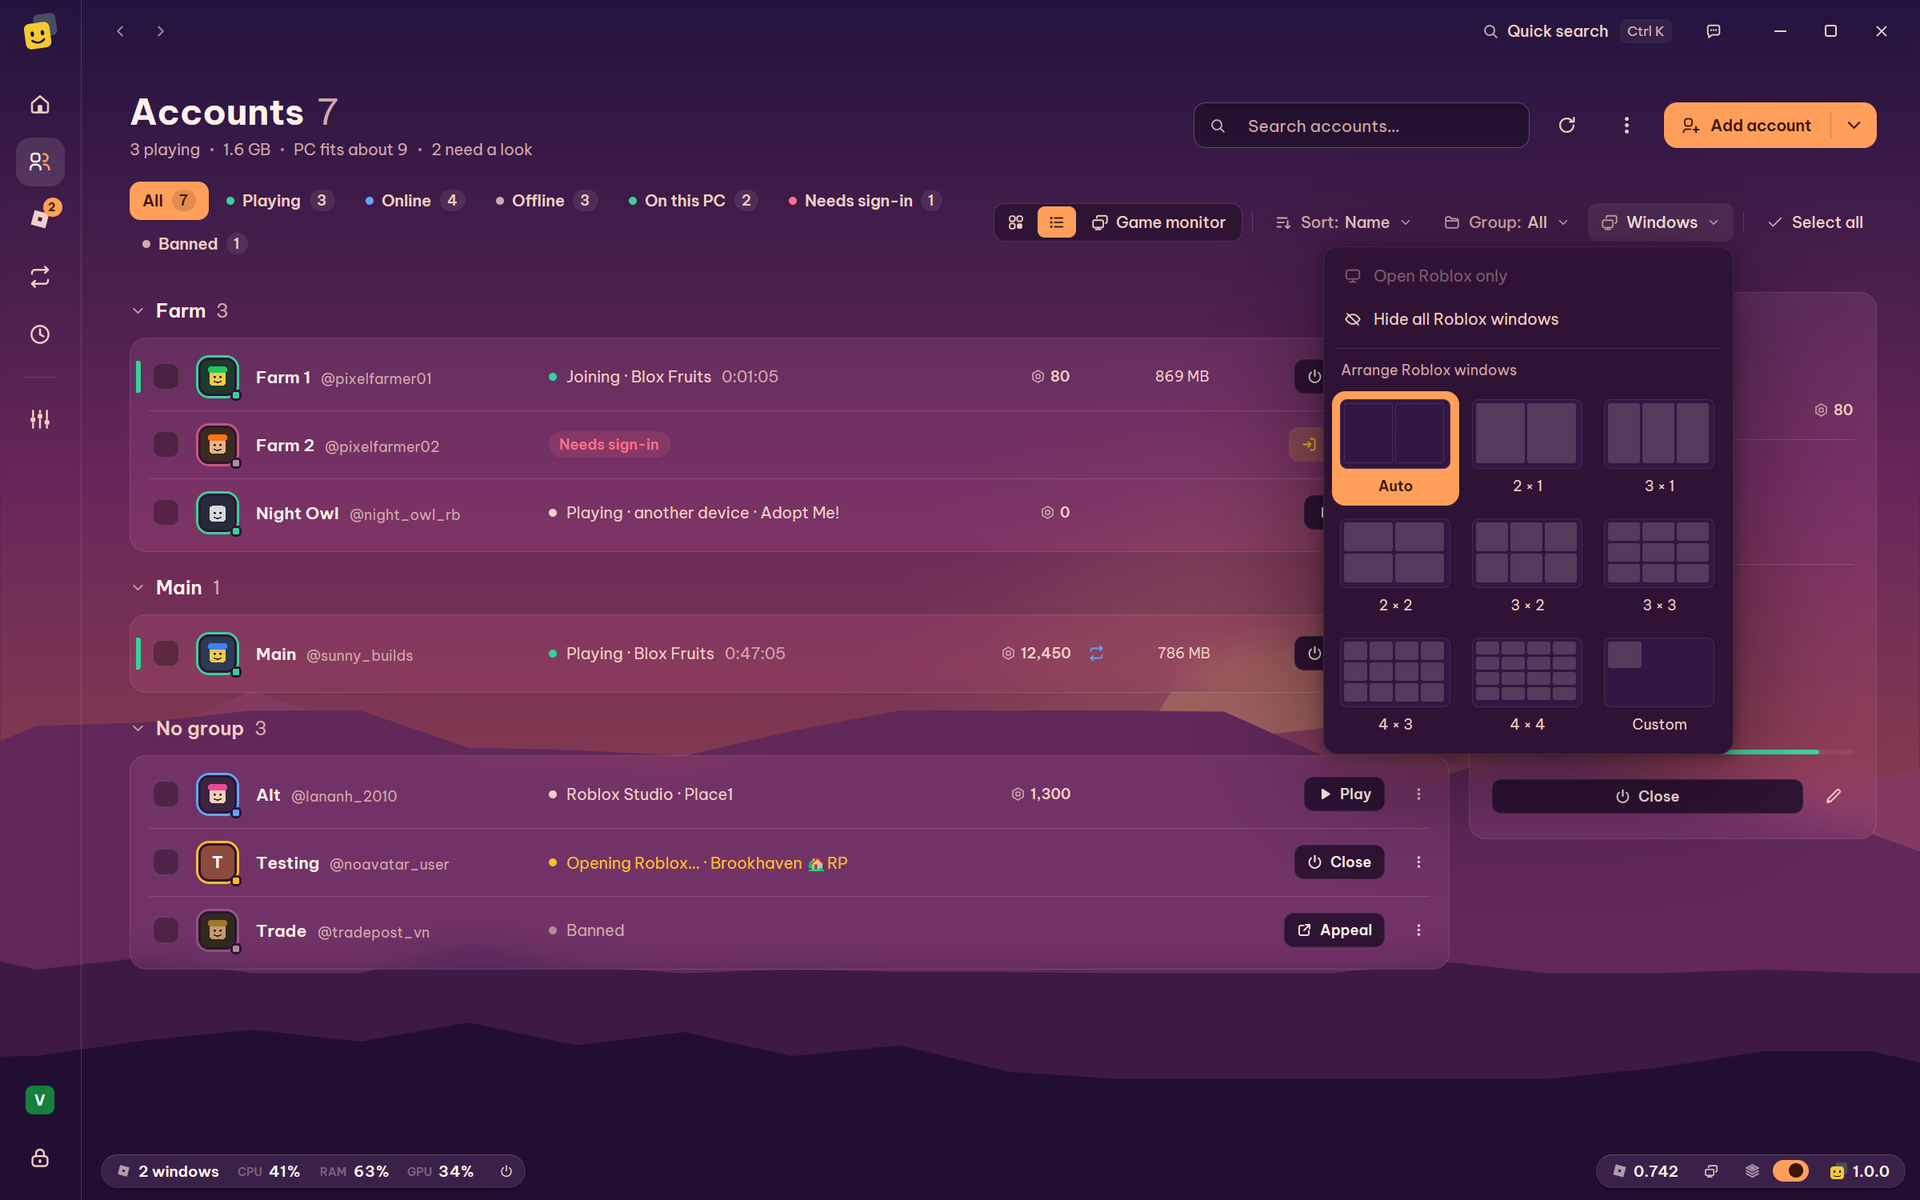 Quick search Ctrl K
Accounts 7
3 playing • 1.6 GB • PC fits about 9 • 2 need a look
Search accounts...
Add account
2
All 7 Playing 3 Online 4 Offline 3 On this PC 2 Needs sign-in 1
Banned 1
Game monitor Sort: Name Group: All Windows Select all
Open Roblox only
Hide all Roblox windows
Arrange Roblox windows
Auto 2 × 1 3 × 1
2 × 2 3 × 2 3 × 3
4 × 3 4 × 4 Custom
Farm 3
Farm 1 @pixelfarmer01 Joining · Blox Fruits 0:01:05 80 869 MB
Farm 2 @pixelfarmer02 Needs sign-in
Night Owl @night_owl_rb Playing · another device · Adopt Me! 0
80
Main 1
Main @sunny_builds Playing · Blox Fruits 0:47:05 12,450 786 MB
No group 3
Alt @lananh_2010 Roblox Studio · Place1 1,300 Play
T Testing @noavatar_user Opening Roblox... · Brookhaven 🏠 RP Close
Trade @tradepost_vn Banned Appeal
Close
V
2 windows CPU 41% RAM 63% GPU 34%
0.742 1.0.0